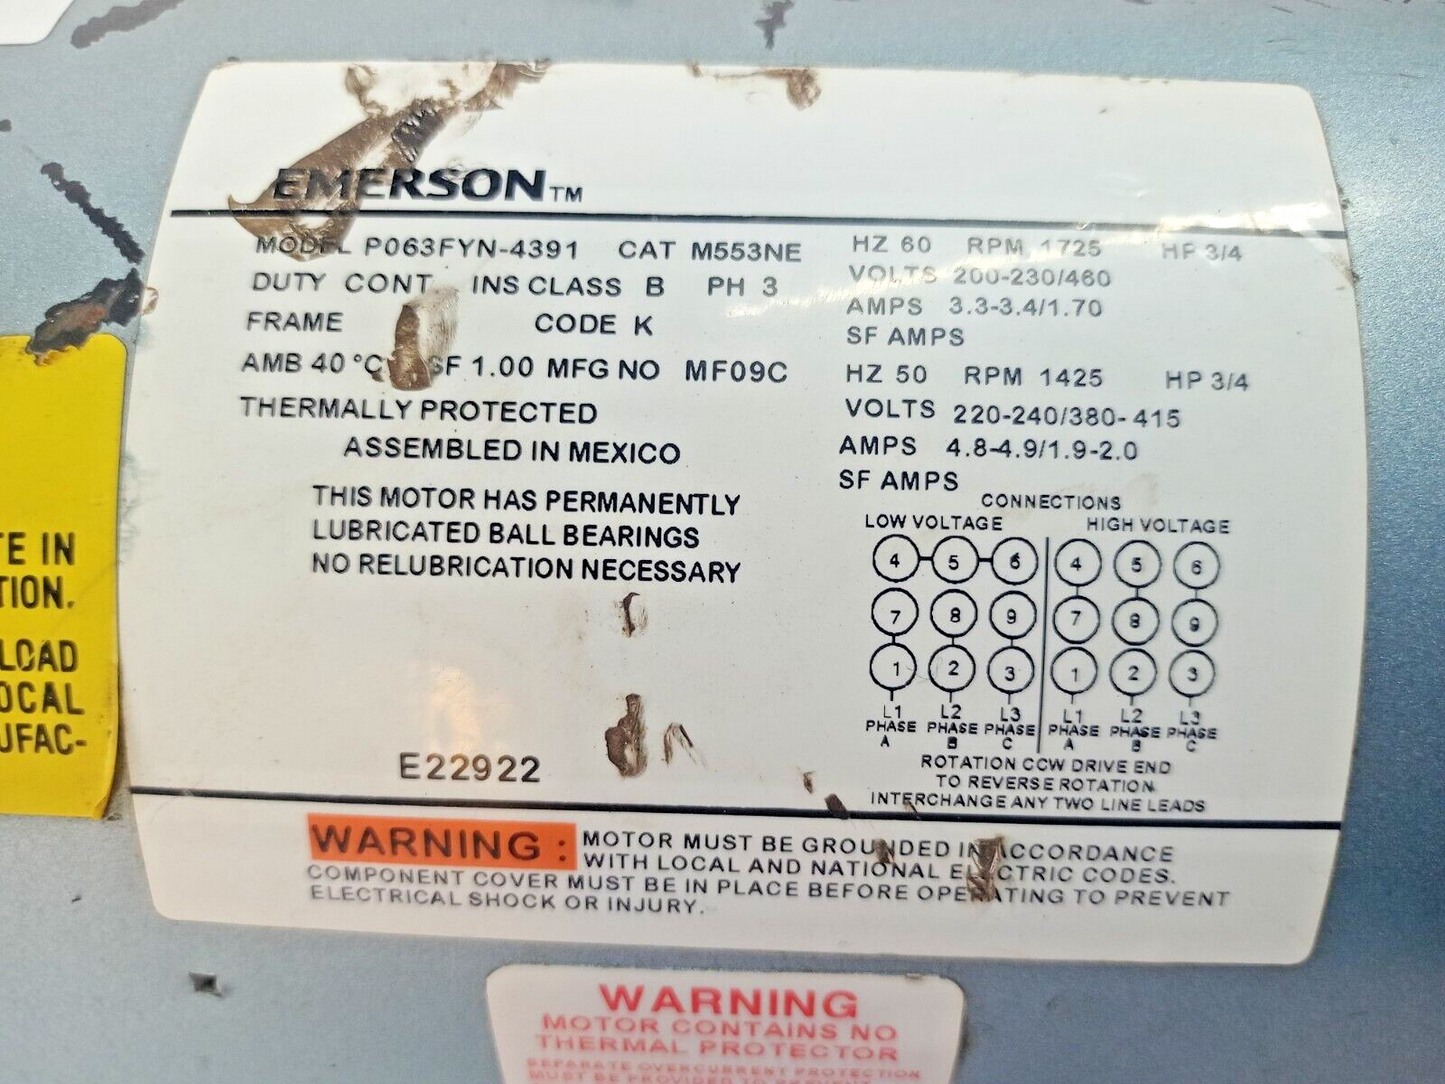 EMERSON™
MODEL P063FYN-4391 CAT M553NE
DUTY CONT. INS CLASS B PH 3
FRAME CODE K
AMB 40 °C SF 1.00 MFG NO MF09C
THERMALLY PROTECTED
ASSEMBLED IN MEXICO
THIS MOTOR HAS PERMANENTLY
LUBRICATED BALL BEARINGS
NO RELUBRICATION NECESSARY
E22922
HZ 60 RPM 1725 HP 3/4
VOLTS 200-230/460
AMPS 3.3-3.4/1.70
SF AMPS
HZ 50 RPM 1425 HP 3/4
VOLTS 220-240/380-415
AMPS 4.8-4.9/1.9-2.0
SF AMPS
CONNECTIONS
LOW VOLTAGE HIGH VOLTAGE
4 5 6 4 5 6
7 8 9 7 8 9
1 2 3 1 2 3
L1 L2 L3 L1 L2 L3
PHASE PHASE PHASE PHASE PHASE PHASE
A B C A B C
ROTATION CCW DRIVE END
TO REVERSE ROTATION
INTERCHANGE ANY TWO LINE LEADS
WARNING: MOTOR MUST BE GROUNDED IN ACCORDANCE
WITH LOCAL AND NATIONAL ELECTRIC CODES.
COMPONENT COVER MUST BE IN PLACE BEFORE OPERATING TO PREVENT
ELECTRICAL SHOCK OR INJURY.
TE IN
TION.
LOAD
OCAL
UFAC-
WARNING
MOTOR CONTAINS NO
THERMAL PROTECTOR
SEPARATE OVERCURRENT PROTECTION
MUST BE PROVIDED TO